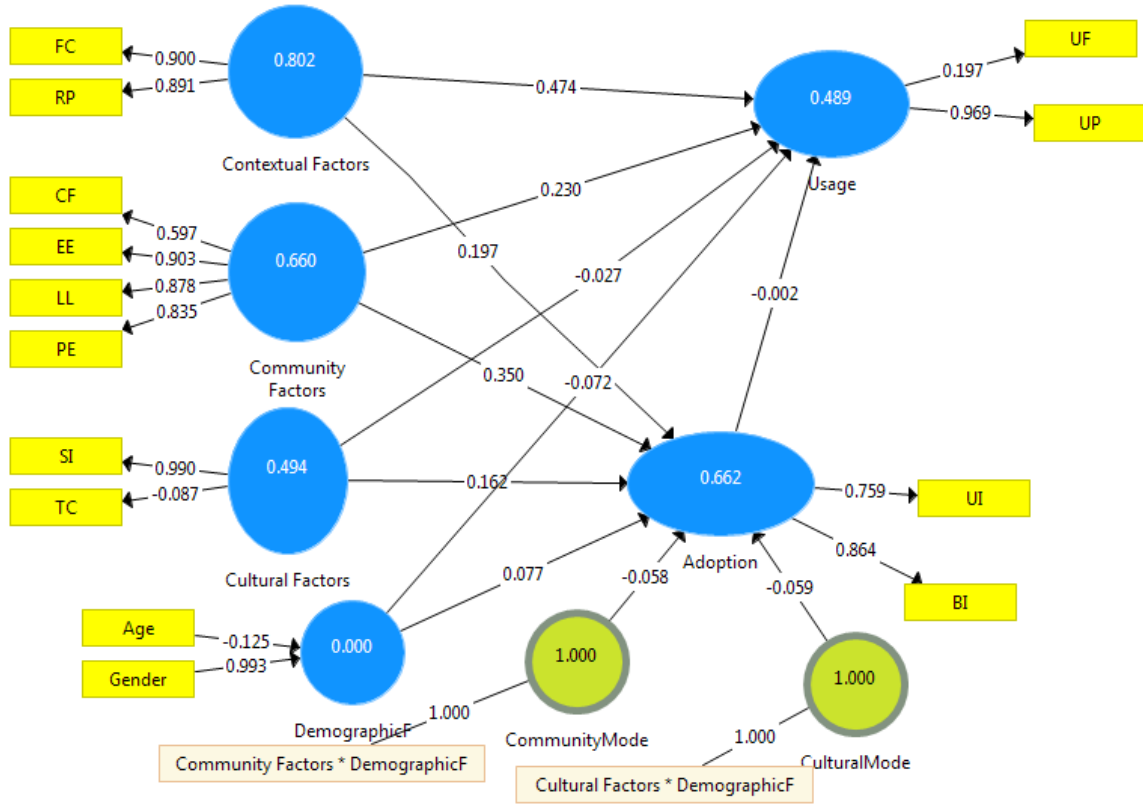 FC
0.900
RP
0.891
0.802
Contextual Factors
0.474
0.197
0.489
Usage
0.197
UF
0.969
UP
CF
0.597
EE
0.903
LL
0.878
PE
0.835
0.660
Community
Factors
0.230
0.350
-0.027
-0.002
-0.072
SI
0.990
TC
-0.087
0.494
Cultural Factors
0.162
0.662
Adoption
0.759
UI
0.864
BI
Age
-0.125
Gender
0.993
0.000
DemographicF
0.077
-0.058
-0.059
1.000
CommunityMode
1.000
Community Factors * DemographicF
1.000
CulturalMode
1.000
Cultural Factors * DemographicF